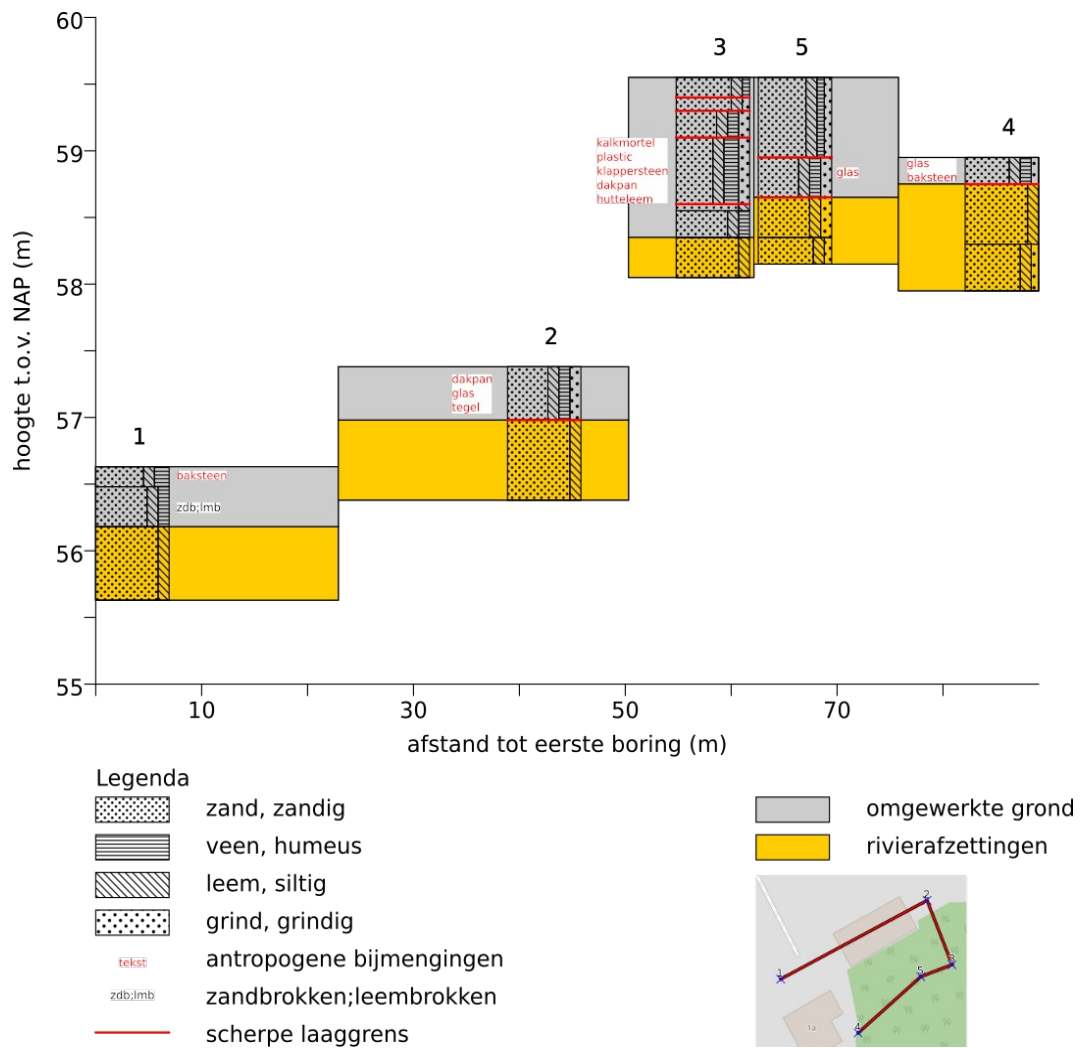 60
59
58
57
56
55
hoogte t.o.v. NAP (m)
3
5
4
2
1
kalkmortel
plastic
klappersteen
dakpan
hutteleem
glas
glas
baksteen
dakpan
glas
tegel
baksteen
zdb;lmb
10
30
50
70
afstand tot eerste boring (m)
Legenda
zand, zandig
veen, humeus
leem, siltig
grind, grindig
tekst antropogene bijmengingen
zdb;lmb zandbrokken;leembrokken
scherpe laaggrens
omgewerkte grond
rivierafzettingen
2
1
3
5
4
1a